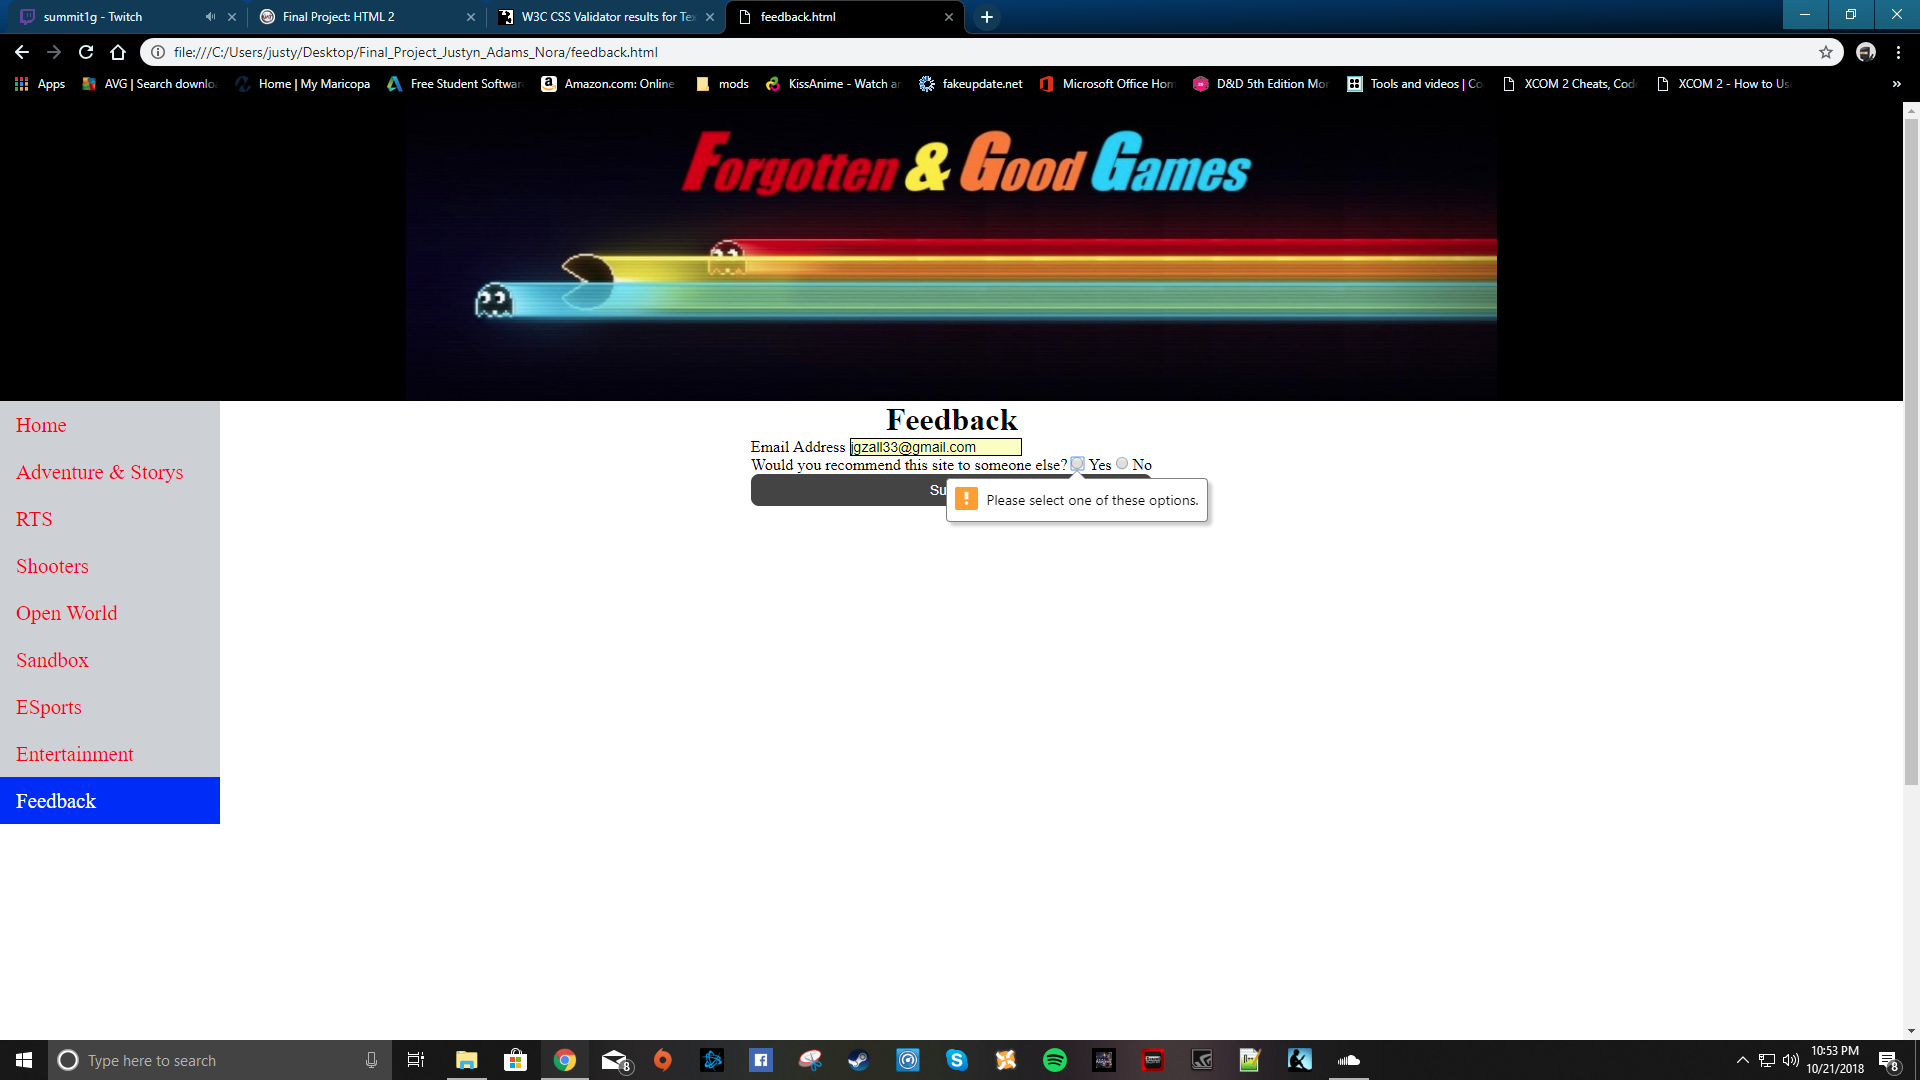 summit1g - Twitch
Final Project: HTML 2
W3C CSS Validator results for Te
feedback.html
file:///C:/Users/justy/Desktop/Final_Project_Justyn_Adams_Nora/feedback.html
Apps
AVG | Search downlo
Home | My Maricopa
Free Student Softwar
Amazon.com: Online
mods
KissAnime - Watch a
fakeupdate.net
Microsoft Office Hom
D&D 5th Edition Mo
Tools and videos | Co
XCOM 2 Cheats, Cod
XCOM 2 - How to Us
»
Forgotten & Good Games
Home
Adventure & Storys
RTS
Shooters
Open World
Sandbox
ESports
Entertainment
Feedback
Feedback
Email Address jgzall33@gmail.com
Would you recommend this site to someone else? Yes No
Su
Please select one of these options.
Type here to search
8
10:53 PM
10/21/2018
8